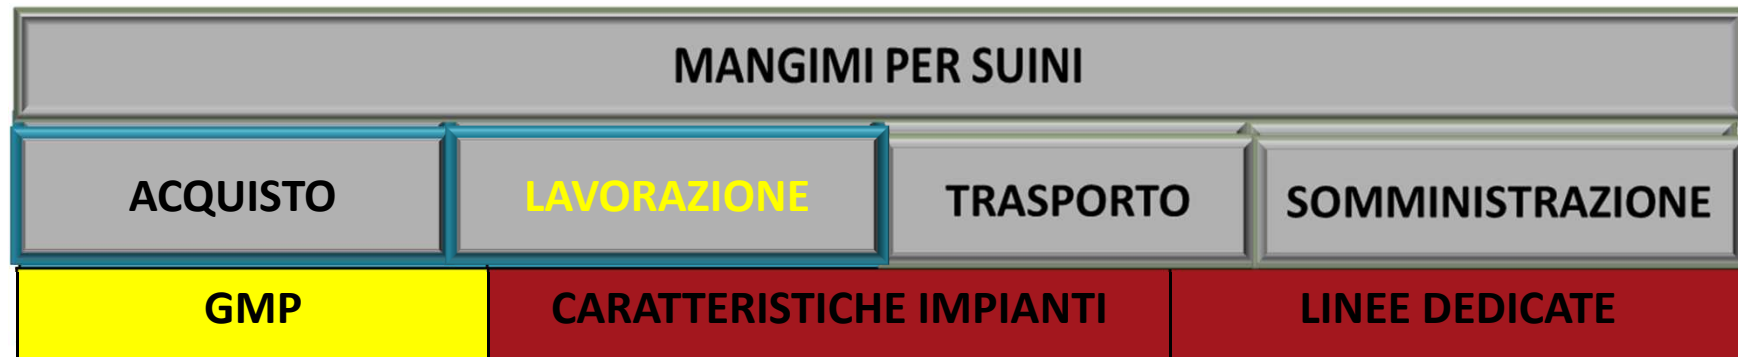 MANGIMI PER SUINI
ACQUISTO LAVORAZIONE TRASPORTO SOMMINISTRAZIONE
GMP CARATTERISTICHE IMPIANTI LINEE DEDICATE